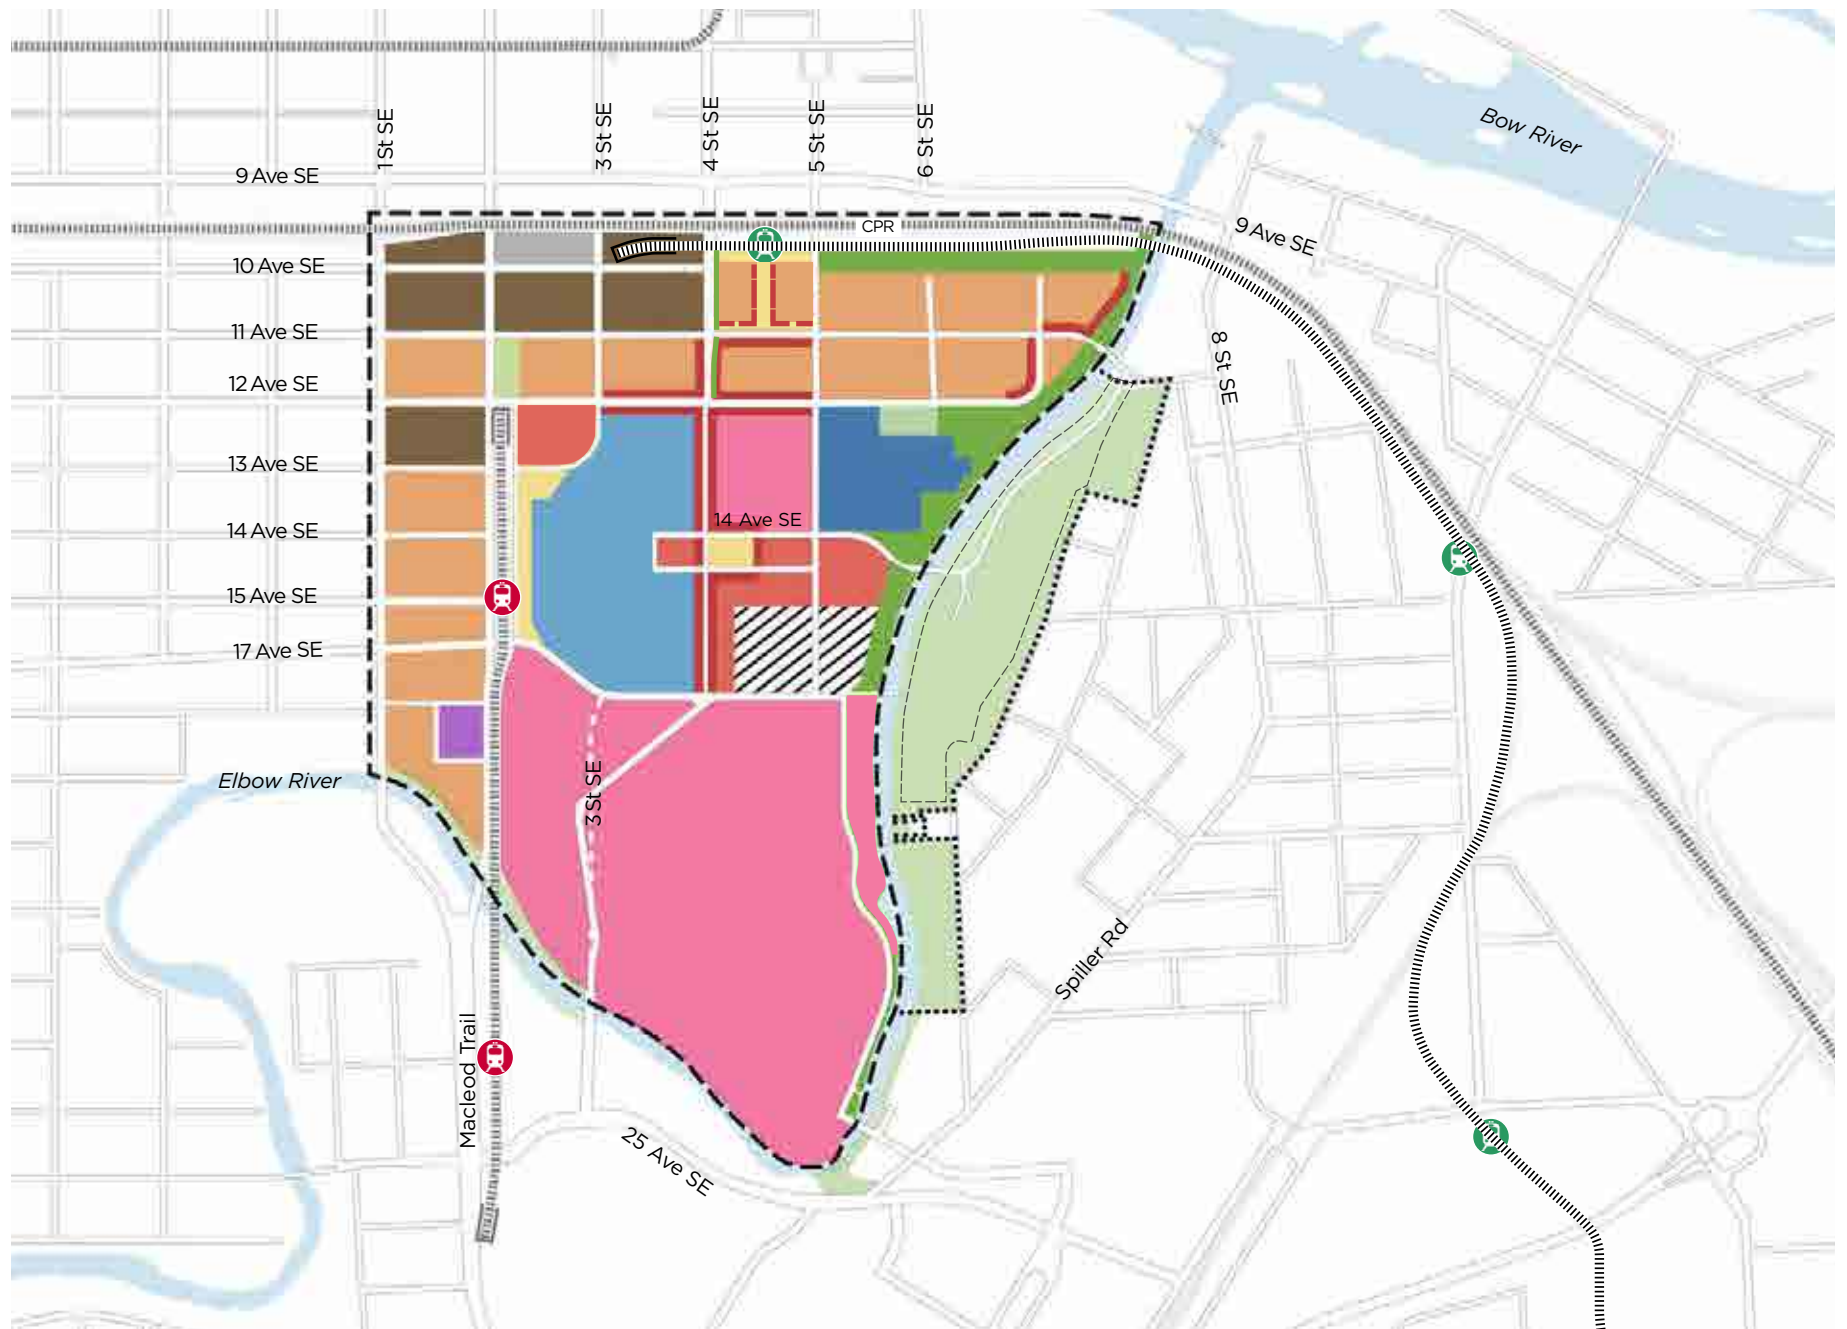 1 St SE
3 St SE
4 St SE
5 St SE
6 St SE
Bow River
9 Ave SE
CPR
9 Ave SE
10 Ave SE
11 Ave SE
8 St SE
12 Ave SE
13 Ave SE
14 Ave SE
14 Ave SE
15 Ave SE
17 Ave SE
Elbow River
3 St SE
Spiller Rd
Macleod Trail
25 Ave SE